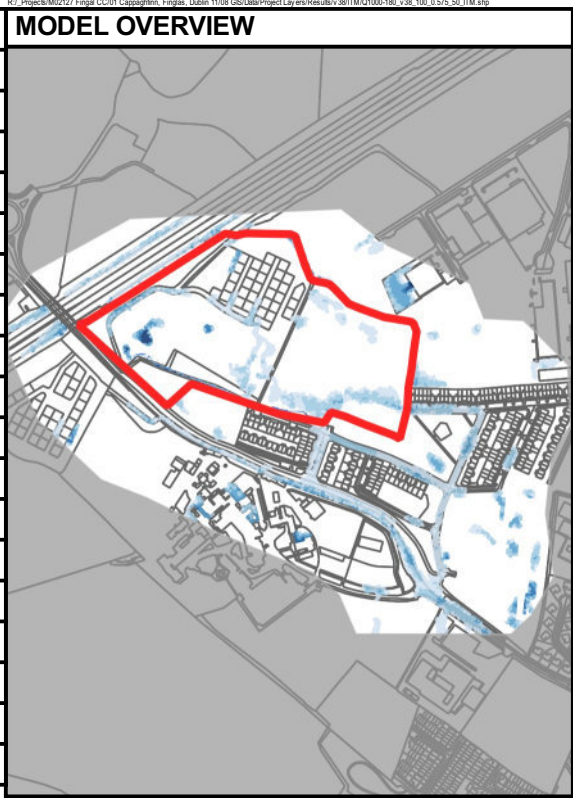 R:/_Projects/M02127 Fingal CC/01 Cappaghfinn, Finglas, Dublin 11/08 GIS/Data/Project Layers/Results/v38/ITM/Q1000-180_v38_100_0.575_50_ITM.shp
MODEL OVERVIEW